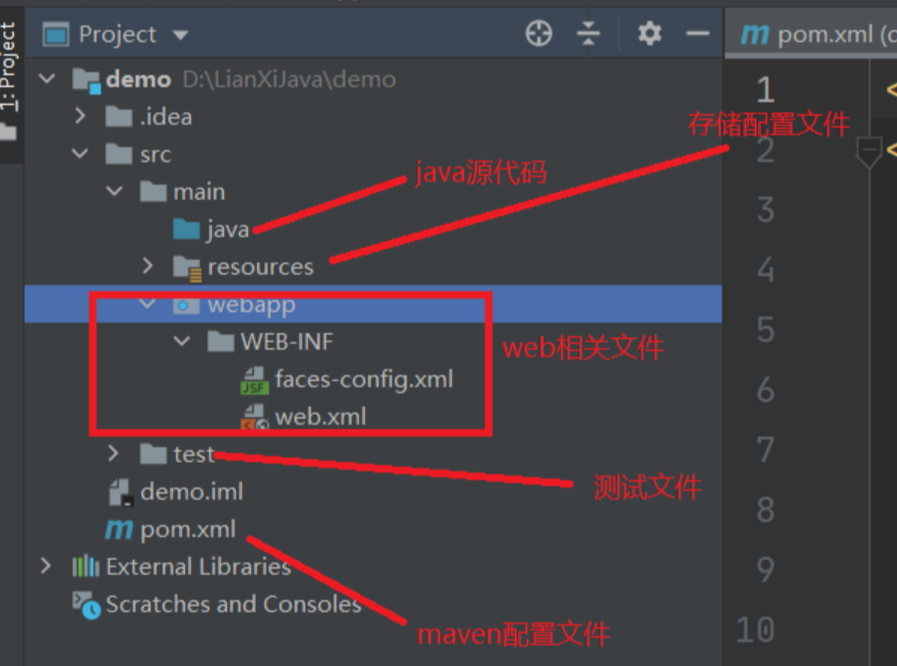 1: Project
Project
pom.xml (
demo D:\LianXiJava\demo
1
.idea
存储配置文件
src
2
java源代码
main
3
java
resources
4
webapp
5
WEB-INF
web相关文件
faces-config.xml
JSF
6
web.xml
7
test
测试文件
demo.iml
8
pom.xml
External Libraries
9
Scratches and Consoles
maven配置文件
10